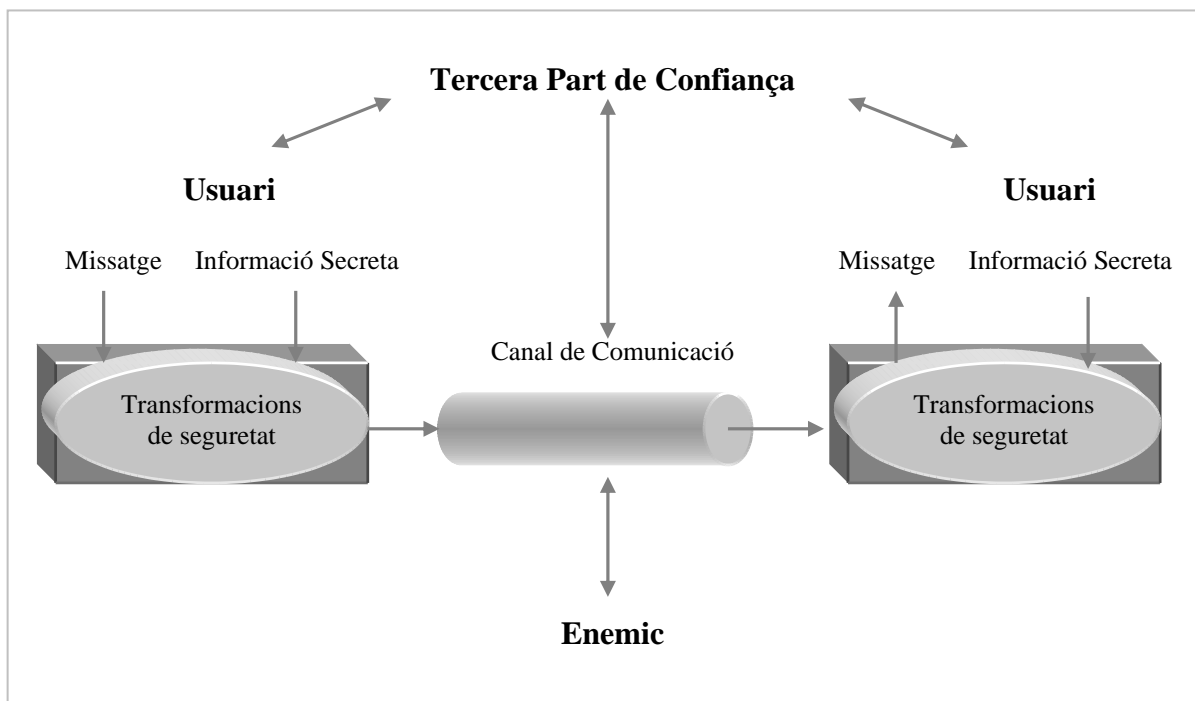 Tercera Part de Confiança
Usuari
Usuari
Missatge
Informació Secreta
Missatge
Informació Secreta
Canal de Comunicació
Transformacions
de seguretat
Transformacions
de seguretat
Enemic